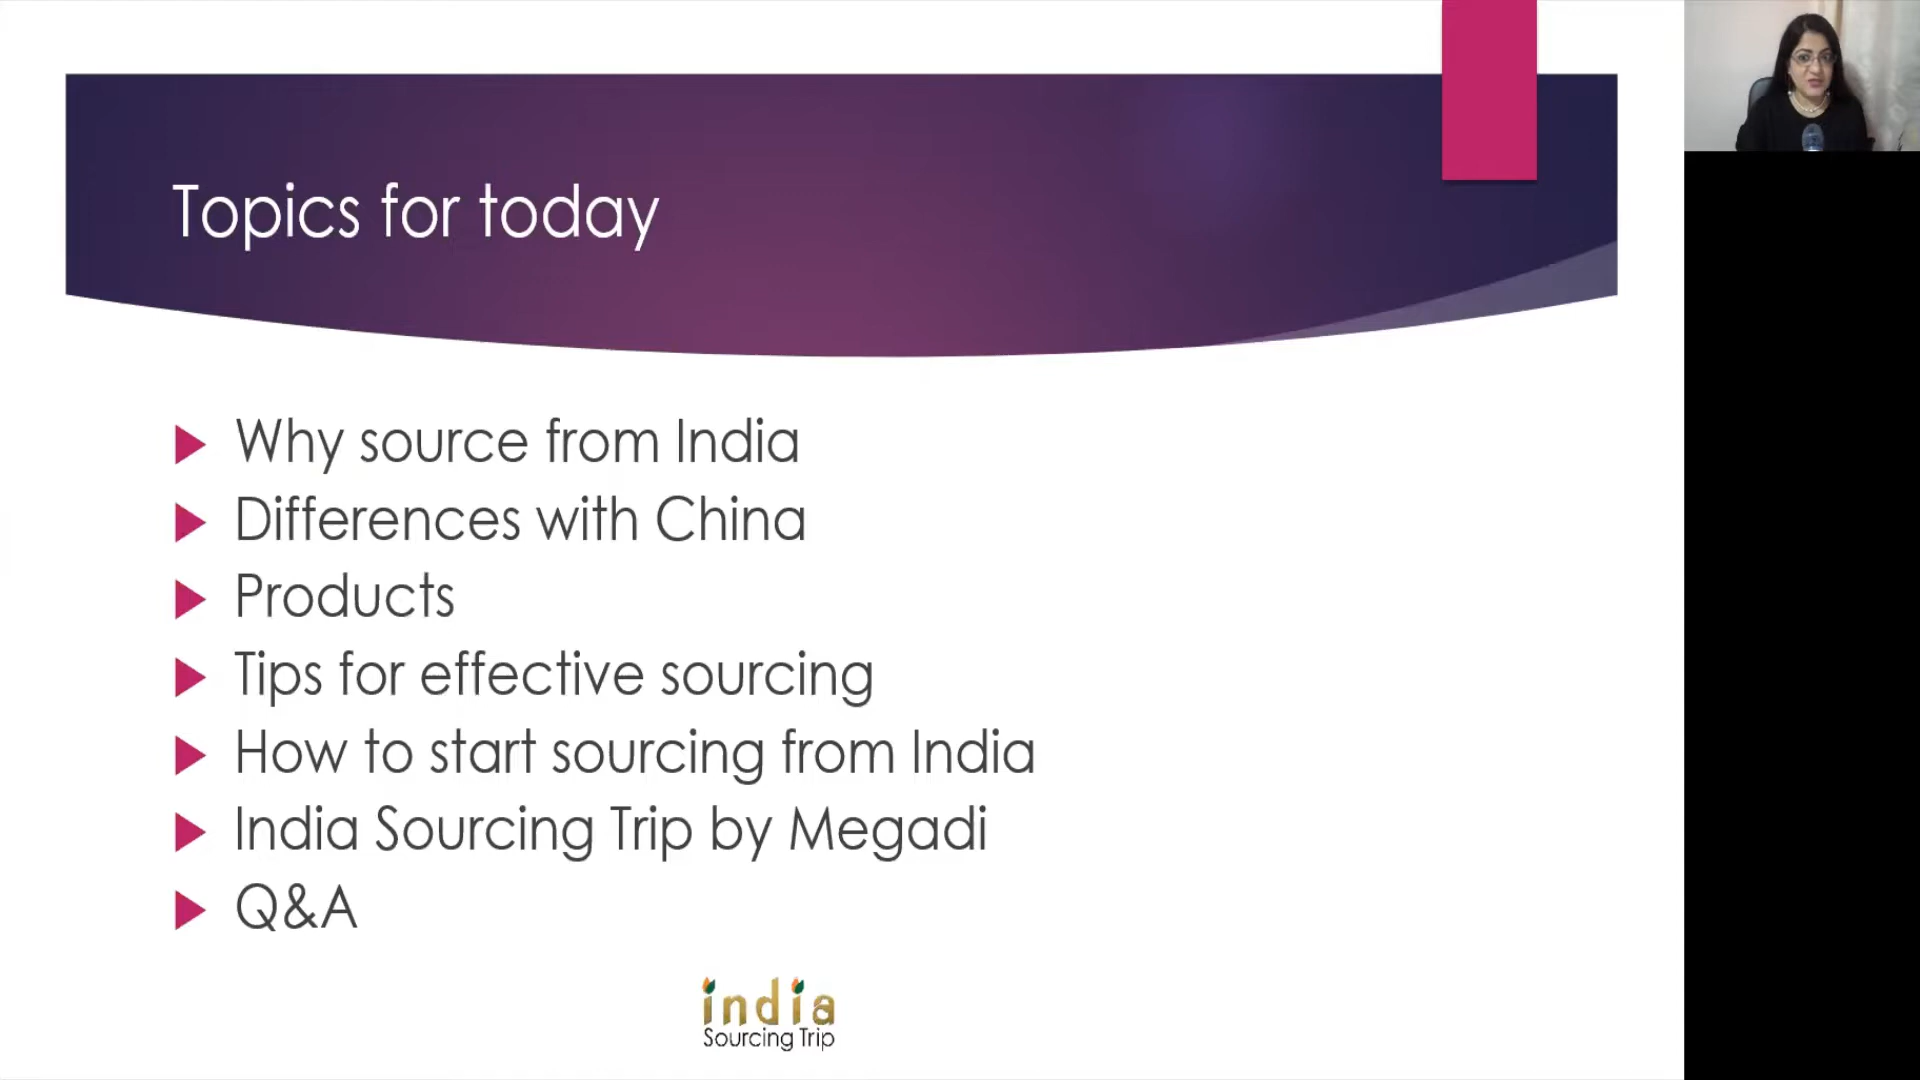 Topics for today
Why source from India
Differences with China
Products
Tips for effective sourcing
How to start sourcing from India
India Sourcing Trip by Megadi
Q&A
india
Sourcing Trip